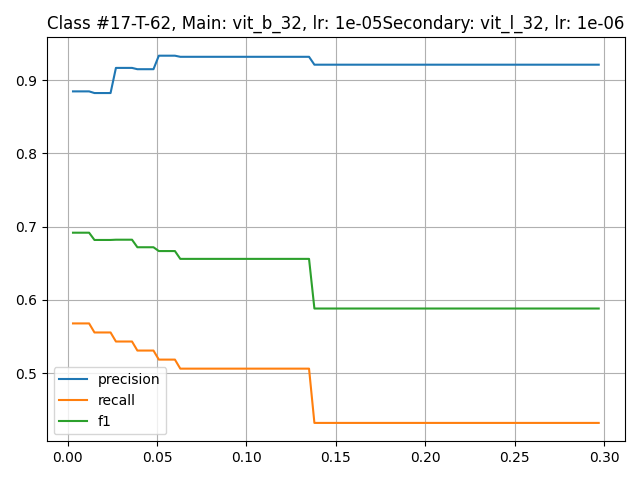 Class #17-T-62, Main: vit_b_32, lr: 1e-05Secondary: vit_l_32, lr: 1e-06
0.9
0.8
0.7
0.6
0.5
precision
recall
f1
0.00 0.05 0.10 0.15 0.20 0.25 0.30